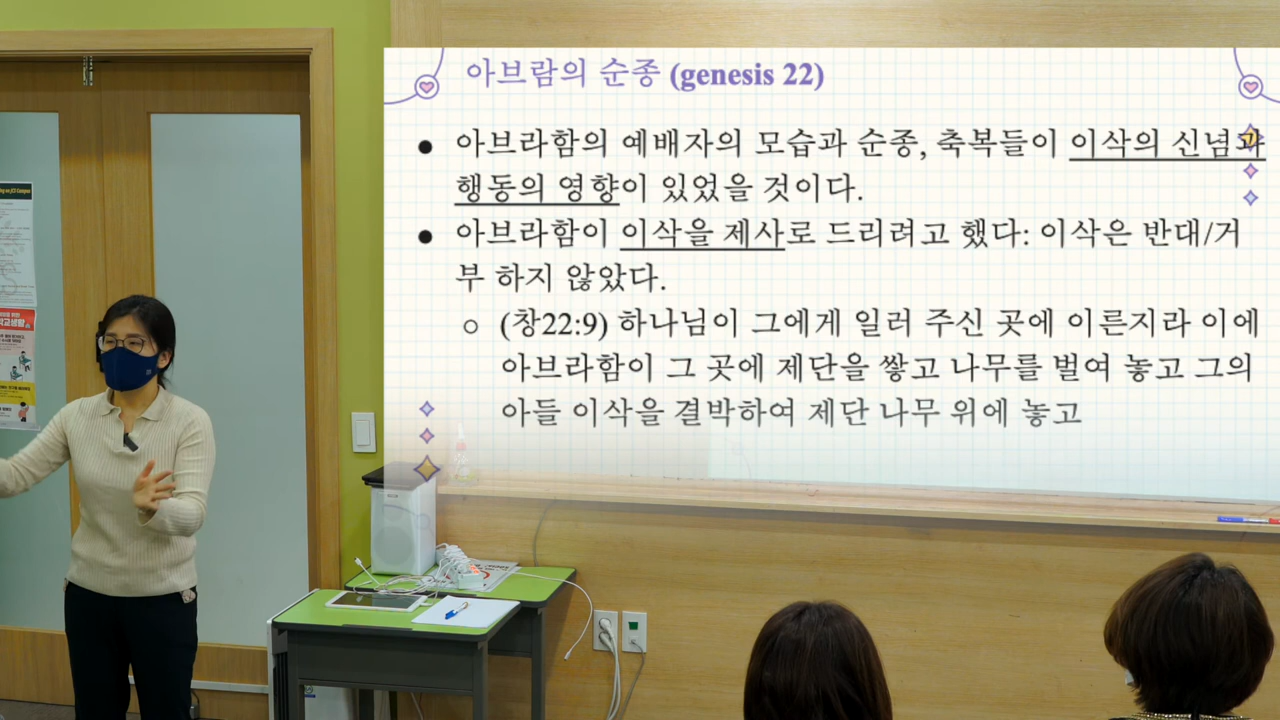 아브람의 순종 (genesis 22)
● 아브라함의 예배자의 모습과 순종, 축복들이 이삭의 신념과
행동의 영향이 있었을 것이다.
● 아브라함이 이삭을 제사로 드리려고 했다: 이삭은 반대/거
부 하지 않았다.
○ (창22:9) 하나님이 그에게 일러 주신 곳에 이른지라 이에
아브라함이 그 곳에 제단을 쌓고 나무를 벌여 놓고 그의
아들 이삭을 결박하여 제단 나무 위에 놓고